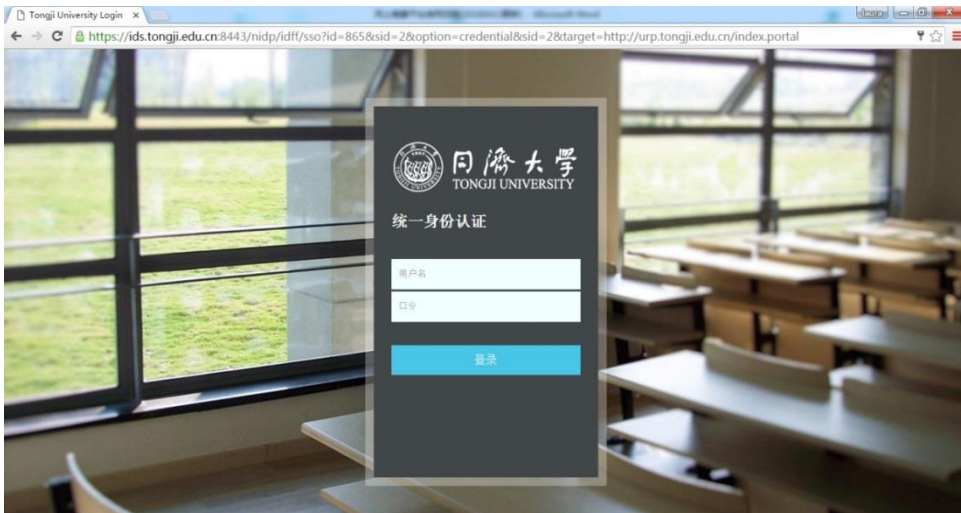 Tongji University Login
https://ids.tongji.edu.cn:8443/nidp/idff/sso?id=865&sid=2&option=credential&sid=2&target=http://urp.tongji.edu.cn/index.portal
同濟大学
TONGJI UNIVERSITY
统一身份认证
用户名
口令
登录